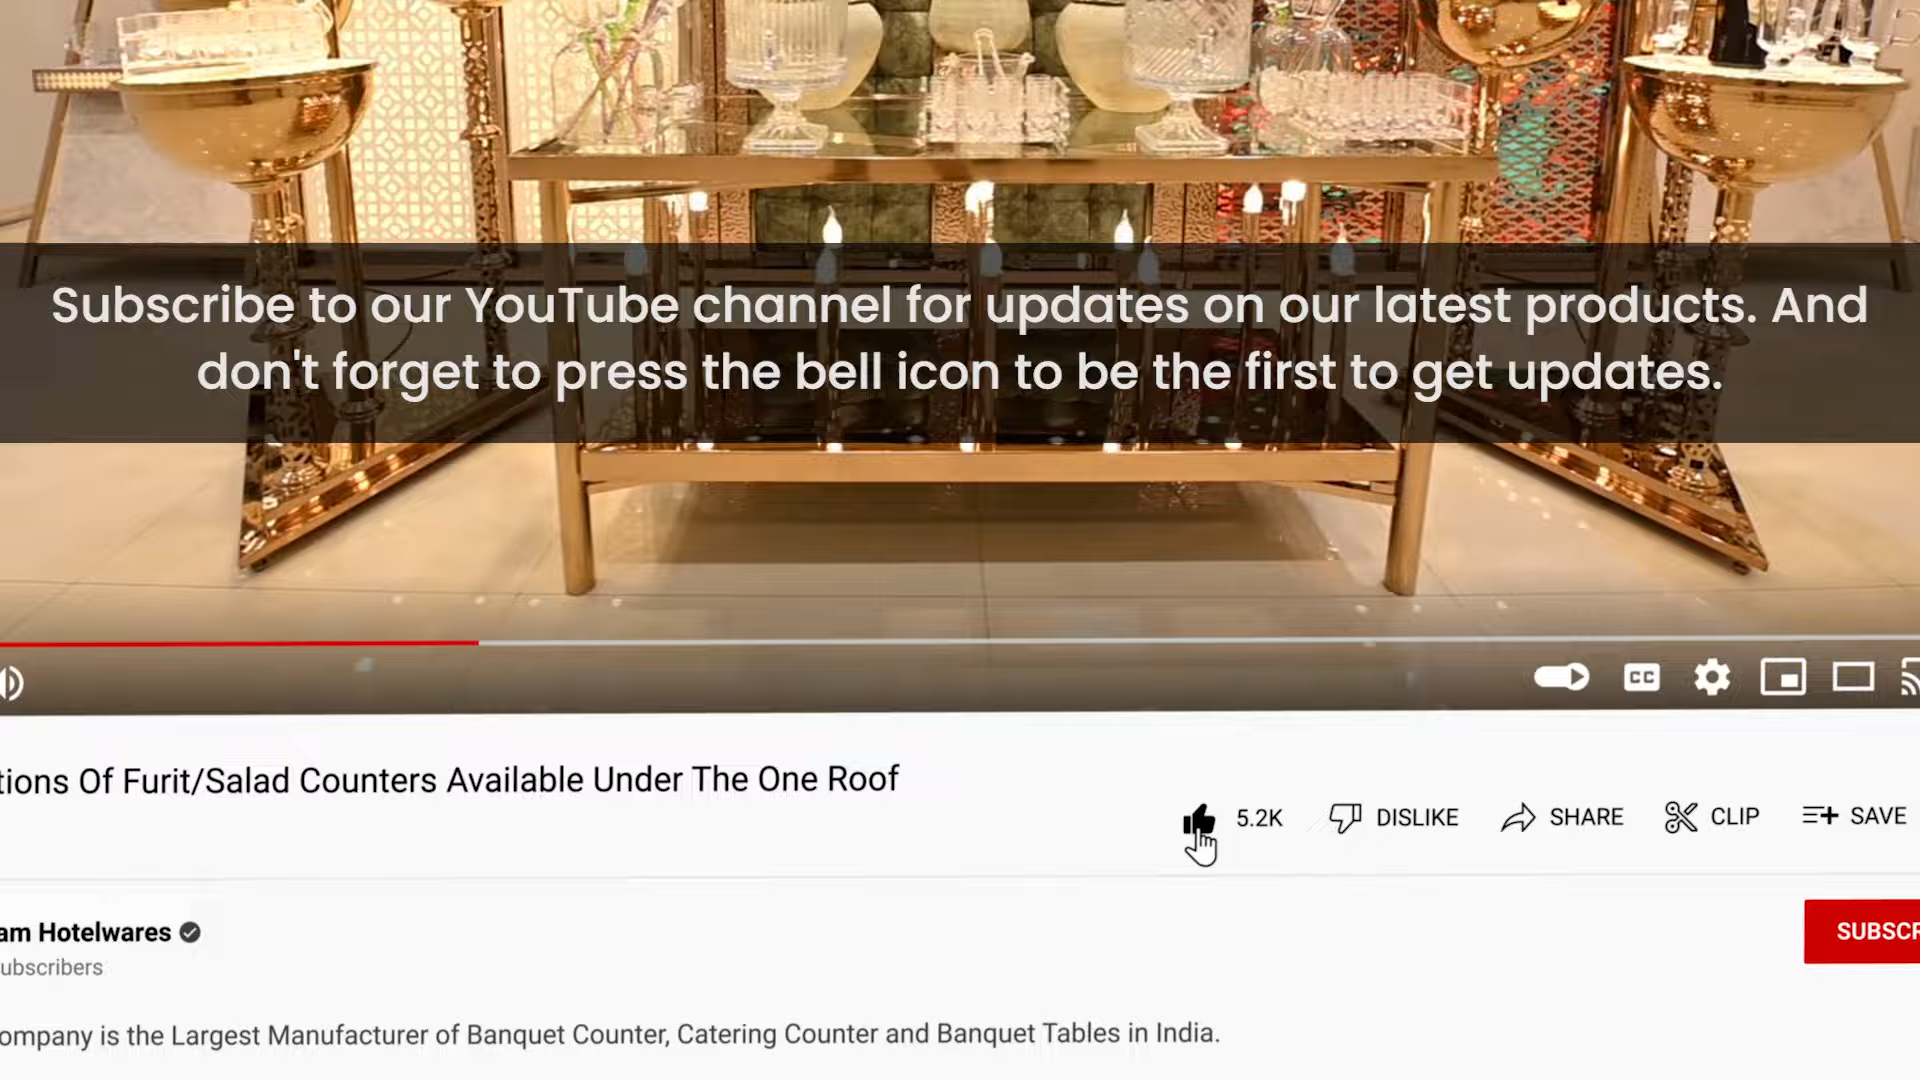 Subscribe to our YouTube channel for updates on our latest products. And
don't forget to press the bell icon to be the first to get updates.
CC
tions Of Furit/Salad Counters Available Under The One Roof
5.2K DISLIKE SHARE CLIP SAVE
am Hotelwares
ubscribers
SUBSCR
ompany is the Largest Manufacturer of Banquet Counter, Catering Counter and Banquet Tables in India.